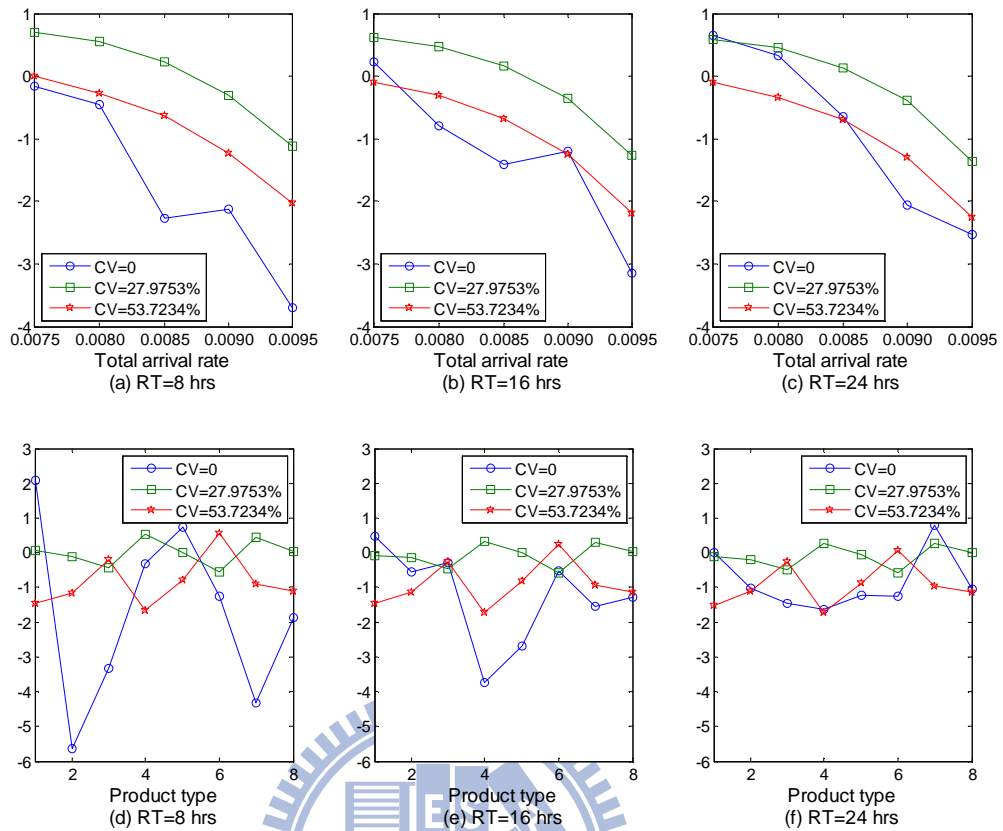 1
0
-1
-2
-3
-4
0.0075 0.0080 0.0085 0.0090 0.0095
CV=0
CV=27.9753%
CV=53.7234%
Total arrival rate
(a) RT=8 hrs
1
0
-1
-2
-3
-4
0.0075 0.0080 0.0085 0.0090 0.0095
CV=0
CV=27.9753%
CV=53.7234%
Total arrival rate
(b) RT=16 hrs
1
0
-1
-2
-3
-4
0.0075 0.0080 0.0085 0.0090 0.0095
CV=0
CV=27.9753%
CV=53.7234%
Total arrival rate
(c) RT=24 hrs
3
2
1
0
-1
-2
-3
-4
-5
-6
2 4 6 8
CV=0
CV=27.9753%
CV=53.7234%
Product type
(d) RT=8 hrs
3
2
1
0
-1
-2
-3
-4
-5
-6
2 4 6 8
CV=0
CV=27.9753%
CV=53.7234%
Product type
(e) RT=16 hrs
3
2
1
0
-1
-2
-3
-4
-5
-6
2 4 6 8
CV=0
CV=27.9753%
CV=53.7234%
Product type
(f) RT=24 hrs